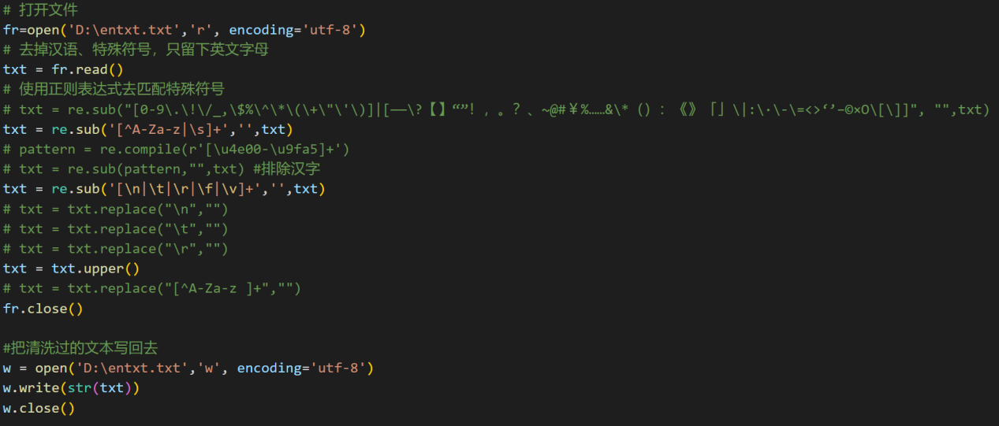 # 打开文件
fr=open('D:\entxt.txt','r', encoding='utf-8')
# 去掉汉语、特殊符号，只留下英文字母
txt = fr.read()
# 使用正则表达式去匹配特殊符号
# txt = re.sub("[0-9\.\!\/_,\$%\^\*\(\+\"\'\)]|[——\?【】“”！，。？、~@#￥%……&\*（）：《》「」\|:\·\-\=<>‘’–©×O\[\]]", "",txt)
txt = re.sub('[^A-Za-z|\s]+','',txt)
# pattern = re.compile(r'[\u4e00-\u9fa5]+')
# txt = re.sub(pattern,"",txt) #排除汉字
txt = re.sub('[\n|\t|\r|\f|\v]+','',txt)
# txt = txt.replace("\n","")
# txt = txt.replace("\t","")
# txt = txt.replace("\r","")
txt = txt.upper()
# txt = txt.replace("[^A-Za-z ]+","")
fr.close()
#把清洗过的文本写回去
w = open('D:\entxt.txt','w', encoding='utf-8')
w.write(str(txt))
w.close()